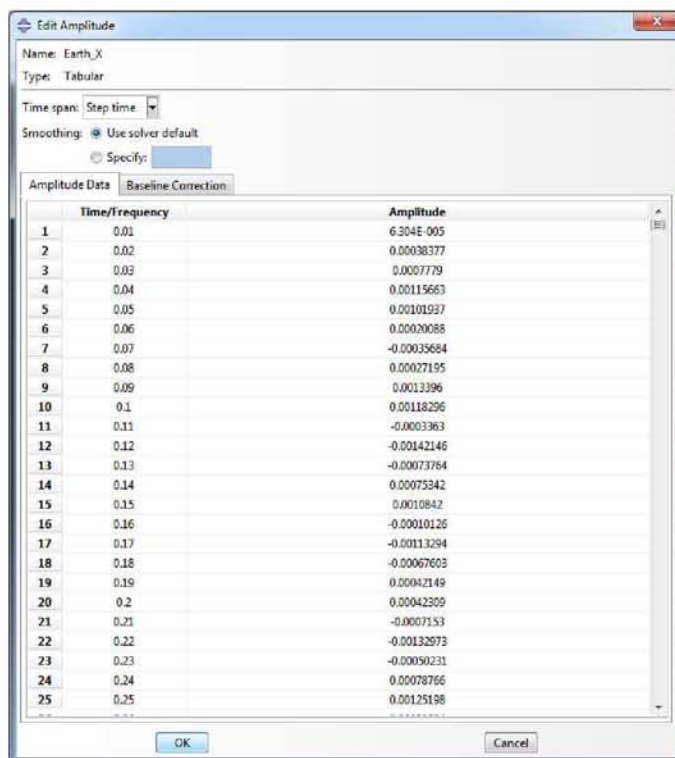 Edit Amplitude
Name: Earth_X
Type: Tabular
Time span: Step time
Smoothing: Use solver default
Specify:
Amplitude Data Baseline Correction
Time/Frequency Amplitude
1 0.01 6.304E-005
2 0.02 0.00038377
3 0.03 0.0007779
4 0.04 0.00115663
5 0.05 0.00101937
6 0.06 0.00020088
7 0.07 -0.00035684
8 0.08 0.00027195
9 0.09 0.0013396
10 0.1 0.00118296
11 0.11 -0.0003363
12 0.12 -0.00142146
13 0.13 -0.00073764
14 0.14 0.00075342
15 0.15 0.0010842
16 0.16 -0.00010126
17 0.17 -0.00113294
18 0.18 -0.00067603
19 0.19 0.00042149
20 0.2 0.00042309
21 0.21 -0.0007153
22 0.22 -0.00132973
23 0.23 -0.00050231
24 0.24 0.00078766
25 0.25 0.00125198
OK Cancel